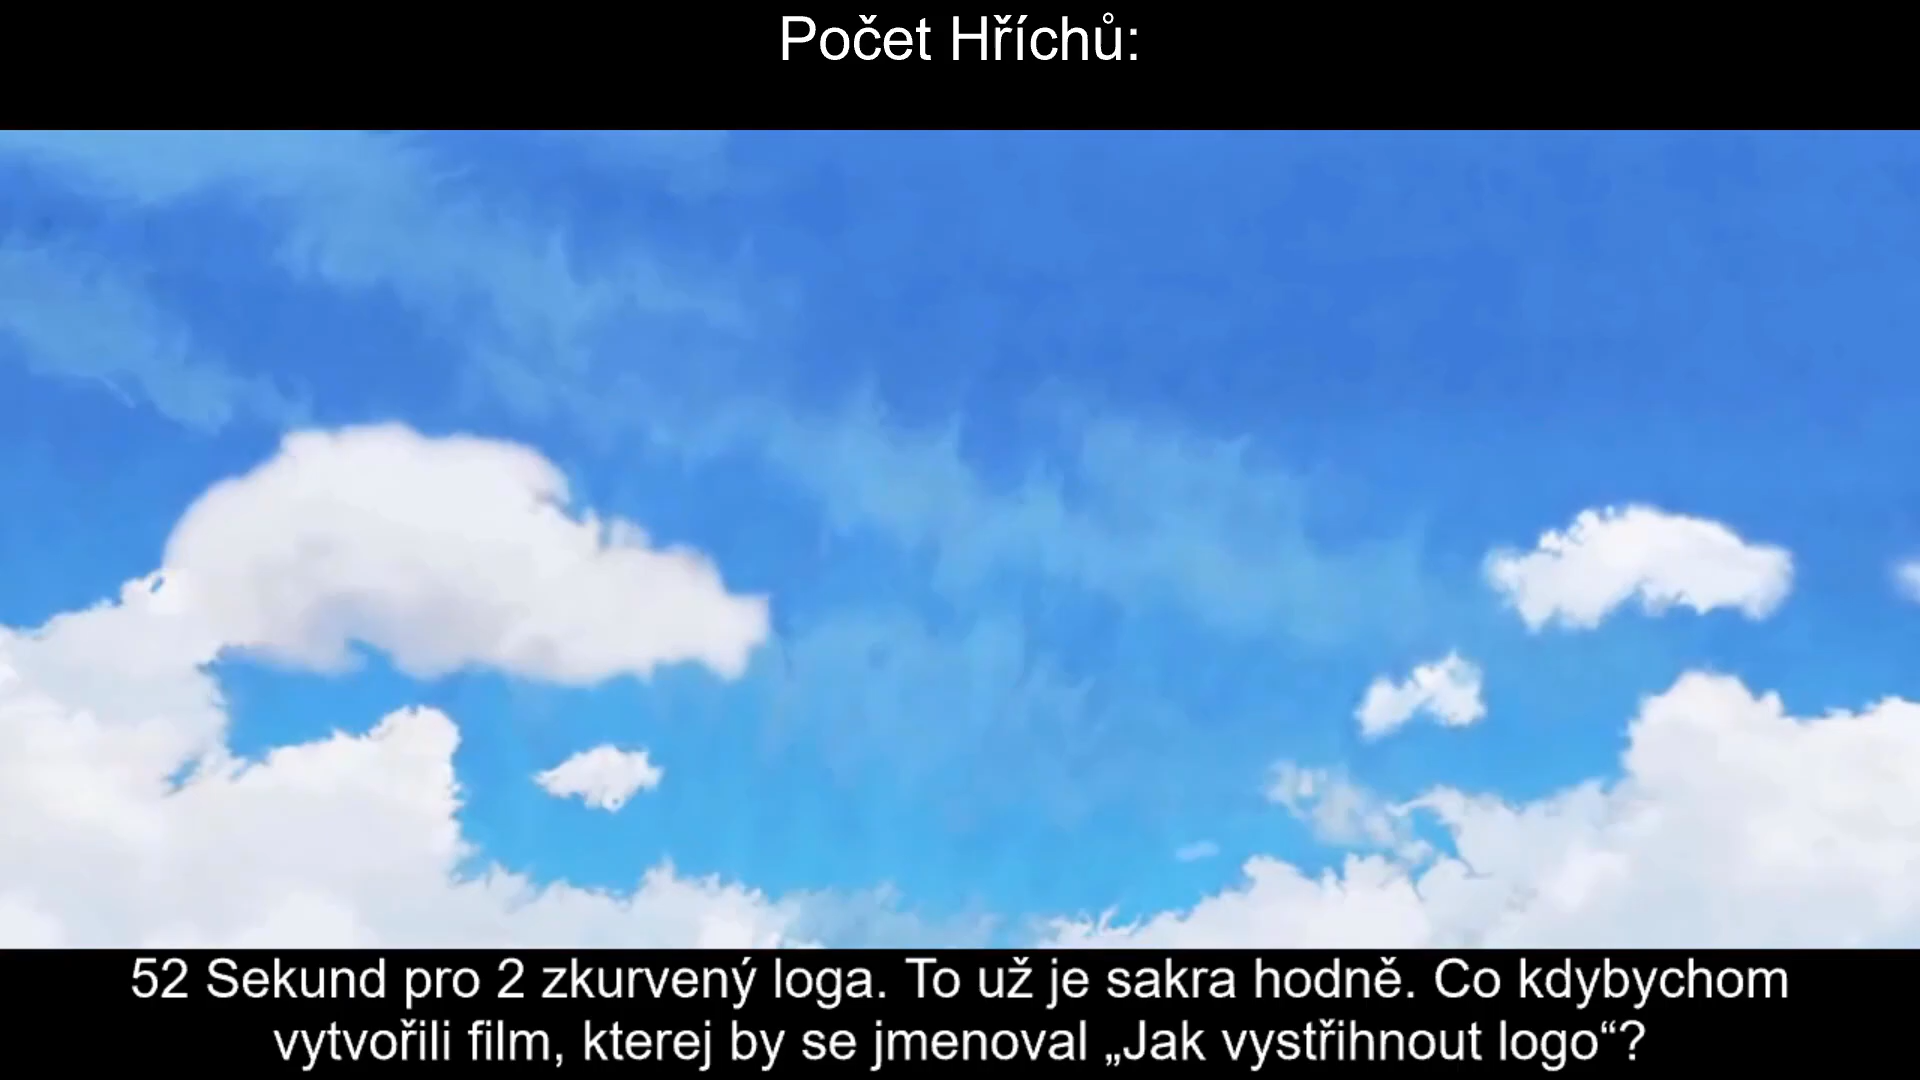 Počet Hříchů:
52 Sekund pro 2 zkurvený loga. To už je sakra hodně. Co kdybychom
vytvořili film, kterej by se jmenoval „Jak vystřihnout logo“?